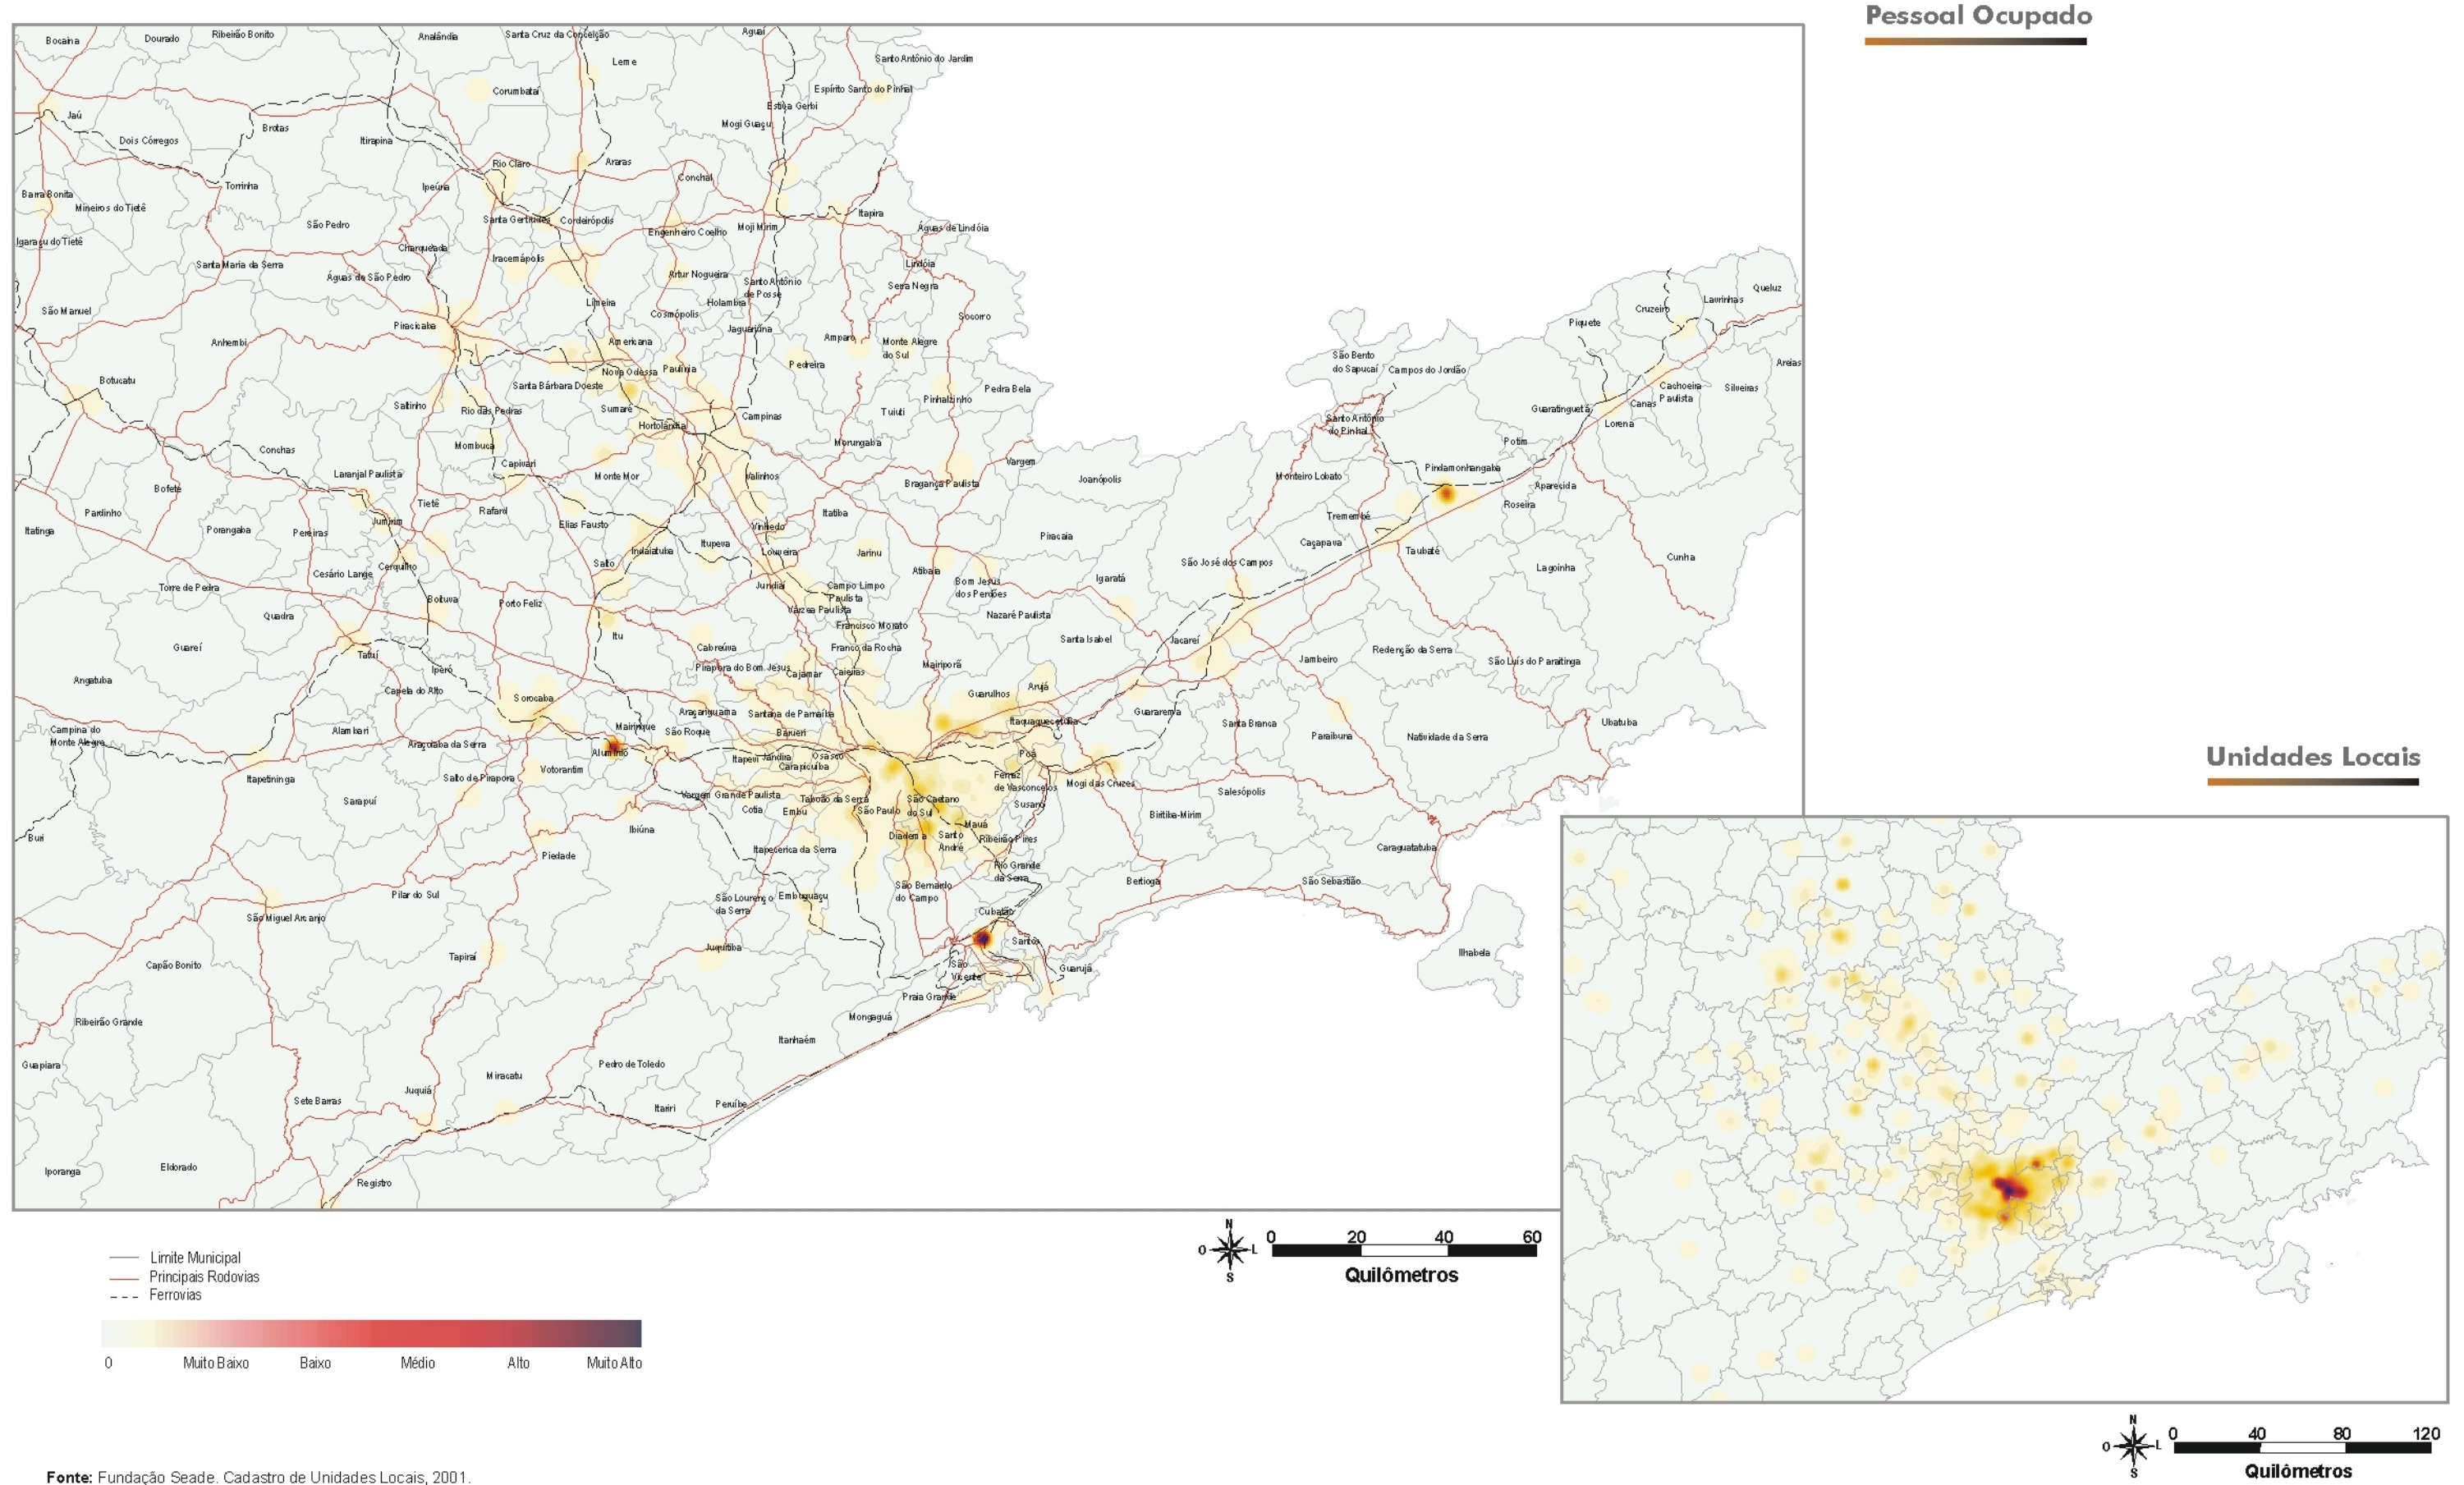 Pessoal Ocupado
Bocaina
Dourado
Ribeirão Bonito
Analândia
Santa Cruz da Conceição
Aguaí
Leme
Santo Antônio do Jardim
Corumbataí
Espírito Santo do Pinhal
Estiva Gerbi
Jaú
Brotas
Mogi Guaçu
Dois Córregos
Itirapina
Rio Claro
Araras
Conchal
Torrinha
Ipeúna
Barra Bonita
Mineiros do Tietê
São Pedro
Santa Gertrudes
Cordeirópolis
Engenheiro Coelho
Moji Mirim
Itapira
Águas de Lindóia
Igaraçu do Tietê
Charqueada
Santa Maria da Serra
Águas de São Pedro
Iracemápolis
Artur Nogueira
Lindóia
Santo Antônio
de Posse
Serra Negra
São Manuel
Limeira
Holambra
Cosmópolis
Socorro
Piracicaba
Jaguariúna
Anhembi
Americana
Amparo
Monte Alegre
do Sul
Botucatu
Nova Odessa
Paulínia
Pedreira
Santa Bárbara Doeste
Pedra Bela
Saltinho
Rio das Pedras
Sumaré
Pinhalzinho
Tuiuti
Campinas
Hortolândia
Mombuca
Morungaba
Conchas
Capivari
Laranjal Paulista
Monte Mor
Valinhos
Vargem
Bragança Paulista
Joanópolis
Bofete
Tietê
Rafard
Pardinho
Jumirim
Elias Fausto
Itatiba
Itatinga
Porangaba
Pereiras
Vinhedo
Itupeva
Indaiatuba
Louveira
Jarinu
Piracaia
Salto
Cesário Lange
Cerquilho
Atibaia
Torre de Pedra
Jundiaí
Campo Limpo
Paulista
Bom Jesus
dos Perdões
Igaratá
Boituva
Porto Feliz
Várzea Paulista
Quadra
Nazaré Paulista
Francisco Morato
Itu
Santa Isabel
Guareí
Tatuí
Cabreúva
Franco da Rocha
Iperó
Pirapora do Bom Jesus
Cajamar
Caieiras
Mairiporã
Angatuba
Capela do Alto
Sorocaba
Guarulhos
Arujá
Araçariguama
Santana de Parnaíba
Itaquaquecetuba
Campina do
Monte Alegre
Alambari
Araçoiaba da Serra
Mairinque
São Roque
Barueri
Alumínio
Itapevi
Jandira
Osasco
Carapicuíba
Poá
Itapetininga
Salto de Pirapora
Votorantim
Ferraz
de Vasconcelos
Mogi das Cruzes
Sarapuí
Vargem Grande Paulista
Taboão da Serra
São Caetano
do Sul
Suzano
Cotia
Embu
São Paulo
Ibiúna
Mauá
Buri
Diadema
Santo
André
Ribeirão Pires
Itapecerica da Serra
Piedade
Rio Grande
da Serra
Pilar do Sul
São Bernardo
do Campo
São Lourenço
da Serra
Embuguaçu
São Miguel Arcanjo
Cubatão
Santos
Juquitiba
Tapiraí
Capão Bonito
São
Vicente
Guarujá
Praia Grande
Mongaguá
Ribeirão Grande
Itanhaém
Guapiara
Pedro de Toledo
Miracatu
Juquiá
Sete Barras
Itariri
Peruíbe
Iporanga
Eldorado
Registro
Queluz
Lavrinhas
Cruzeiro
Piquete
São Bento
do Sapucaí
Campos do Jordão
Areias
Cachoeira
Paulista
Silveiras
Canas
Guaratinguetá
Lorena
Santo Antônio
do Pinhal
Potim
Monteiro Lobato
Pindamonhangaba
Aparecida
Roseira
Tremembé
Caçapava
Taubaté
Cunha
São José dos Campos
Lagoinha
Jacareí
Jambeiro
Redenção da Serra
São Luís do Paraitinga
Guararema
Santa Branca
Ubatuba
Paraibuna
Natividade da Serra
Salesópolis
Biritiba-Mirim
Caraguatatuba
Bertioga
São Sebastião
Ilhabela
Unidades Locais
N
O L
S
0 20 40 60
Quilômetros
Limite Municipal
Principais Rodovias
Ferrovias
0 Muito Baixo Baixo Médio Alto Muito Alto
N
O L
S
0 40 80 120
Quilômetros
Fonte: Fundação Seade. Cadastro de Unidades Locais, 2001.